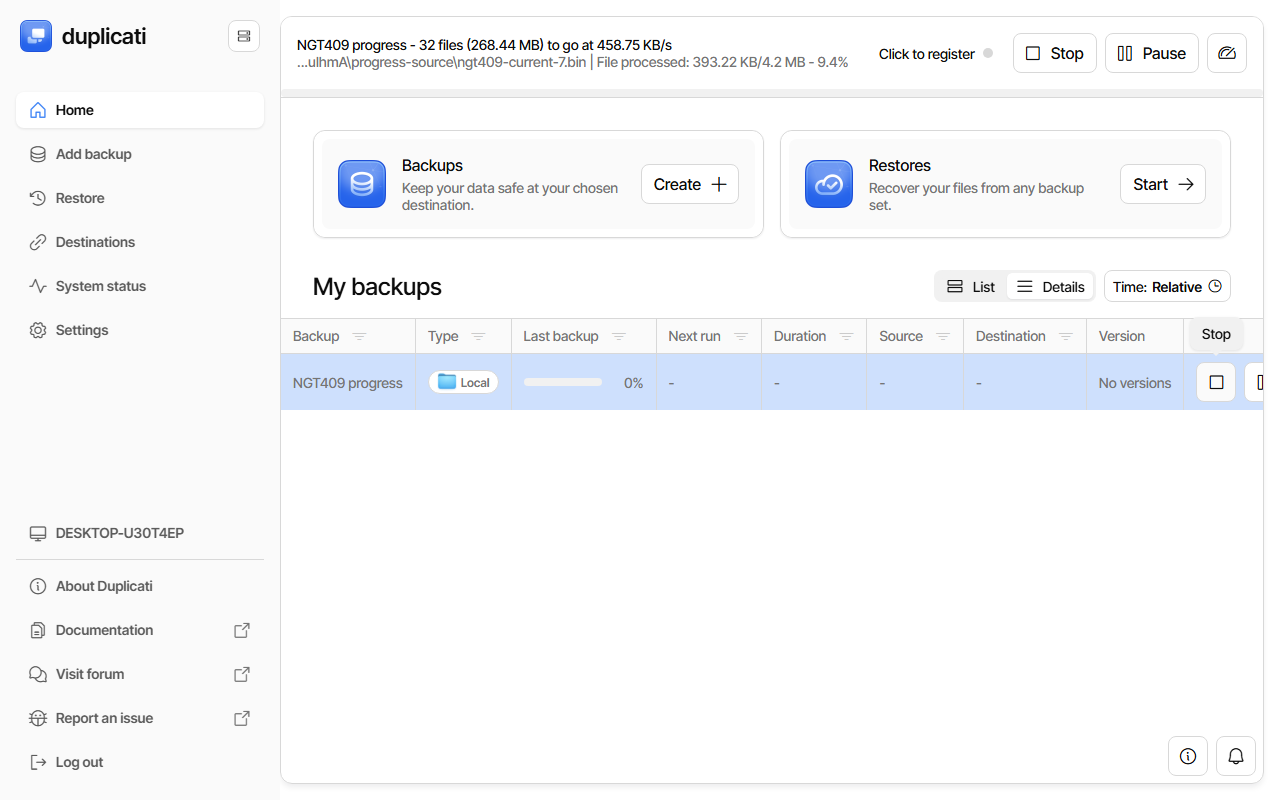 duplicati
Home
Add backup
Restore
Destinations
System status
Settings
DESKTOP-U30T4EP
About Duplicati
Documentation
Visit forum
Report an issue
Log out
NGT409 progress - 32 files (268.44 MB) to go at 458.75 KB/s
...ulhmA\progress-source\ngt409-current-7.bin | File processed: 393.22 KB/4.2 MB - 9.4%
Click to register
Stop
Pause
Backups
Keep your data safe at your chosen
destination.
Create
Restores
Recover your files from any backup
set.
Start
My backups
List
Details
Time: Relative
Backup Type Last backup Next run Duration Source Destination Version
Stop
NGT409 progress Local 0% - - - - No versions